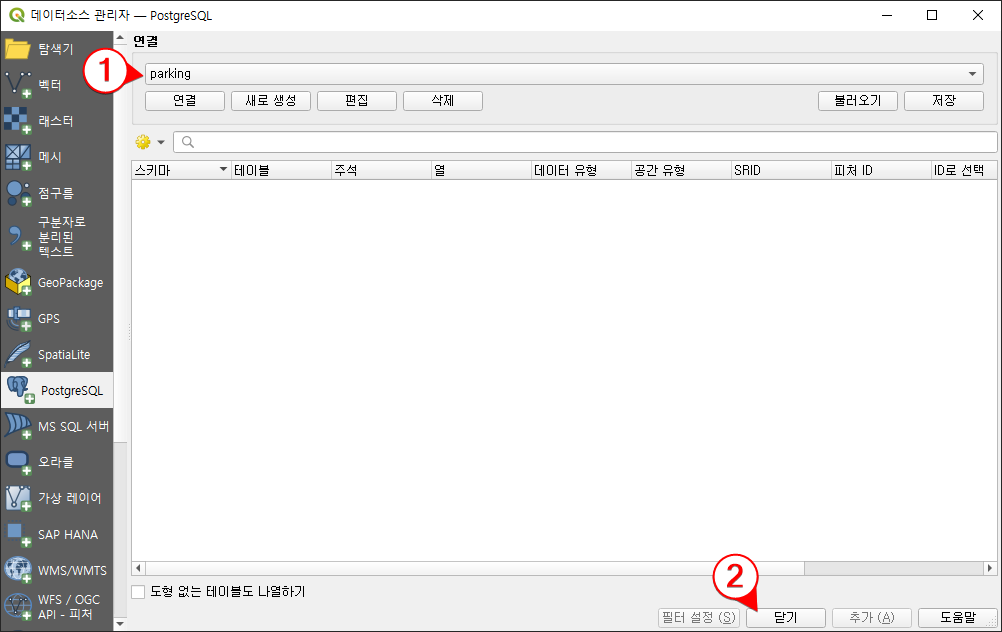 데이터소스 관리자 — PostgreSQL
탐색기
벡터
래스터
메시
점구름
구분자로
분리된
텍스트
GeoPackage
GPS
SpatiaLite
PostgreSQL
MS SQL 서버
오라클
가상 레이어
SAP HANA
WMS/WMTS
WFS / OGC
API - 피처
연결
1
parking
연결 새로 생성 편집 삭제 불러오기 저장
스키마 테이블 주석 열 데이터 유형 공간 유형 SRID 피처 ID ID로 선택
도형 없는 테이블도 나열하기
2
필터 설정 (S) 닫기 추가 (A) 도움말